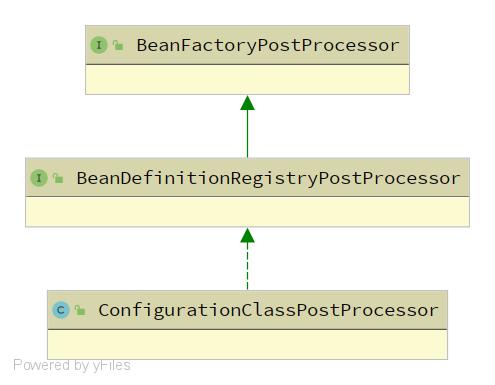 I BeanFactoryPostProcessor
I BeanDefinitionRegistryPostProcessor
C ConfigurationClassPostProcessor
Powered by yFiles